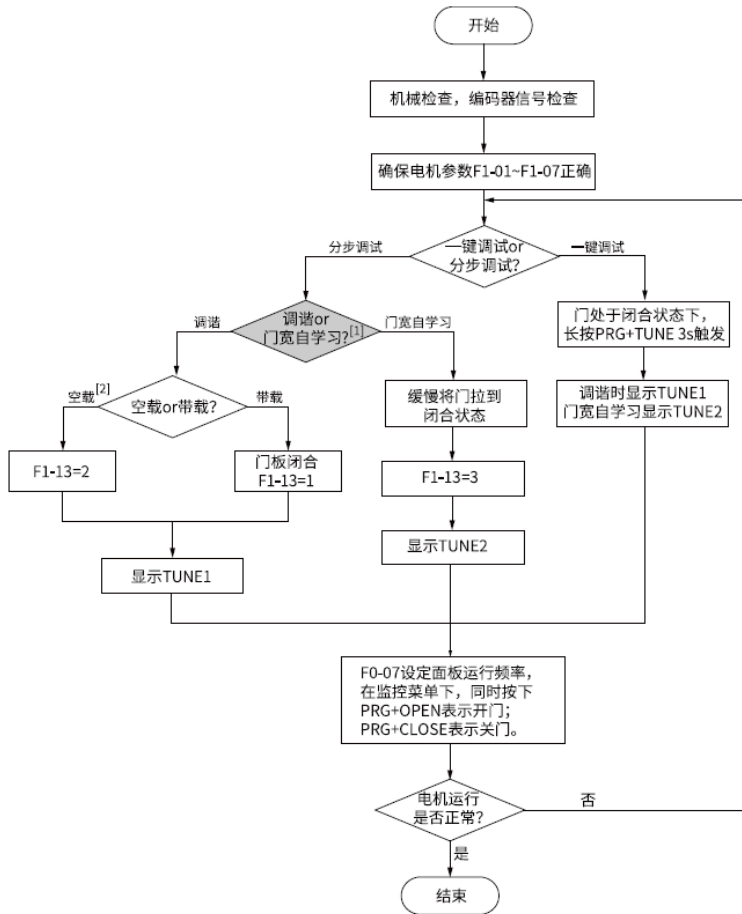 开始
机械检查，编码器信号检查
确保电机参数F1-01~F1-07正确
一键调试or
分步调试？
分步调试
一键调试
调谐or
门宽自学习？[1]
调谐
门宽自学习
门处于闭合状态下，
长按PRG+TUNE 3s触发
空载[2]
空载or带载？
带载
缓慢将门拉到
闭合状态
调谐时显示TUNE1
门宽自学习显示TUNE2
F1-13=2
门板闭合
F1-13=1
F1-13=3
显示TUNE1
显示TUNE2
F0-07设定面板运行频率，
在监控菜单下，同时按下
PRG+OPEN表示开门；
PRG+CLOSE表示关门。
电机运行
是否正常？
否
是
结束